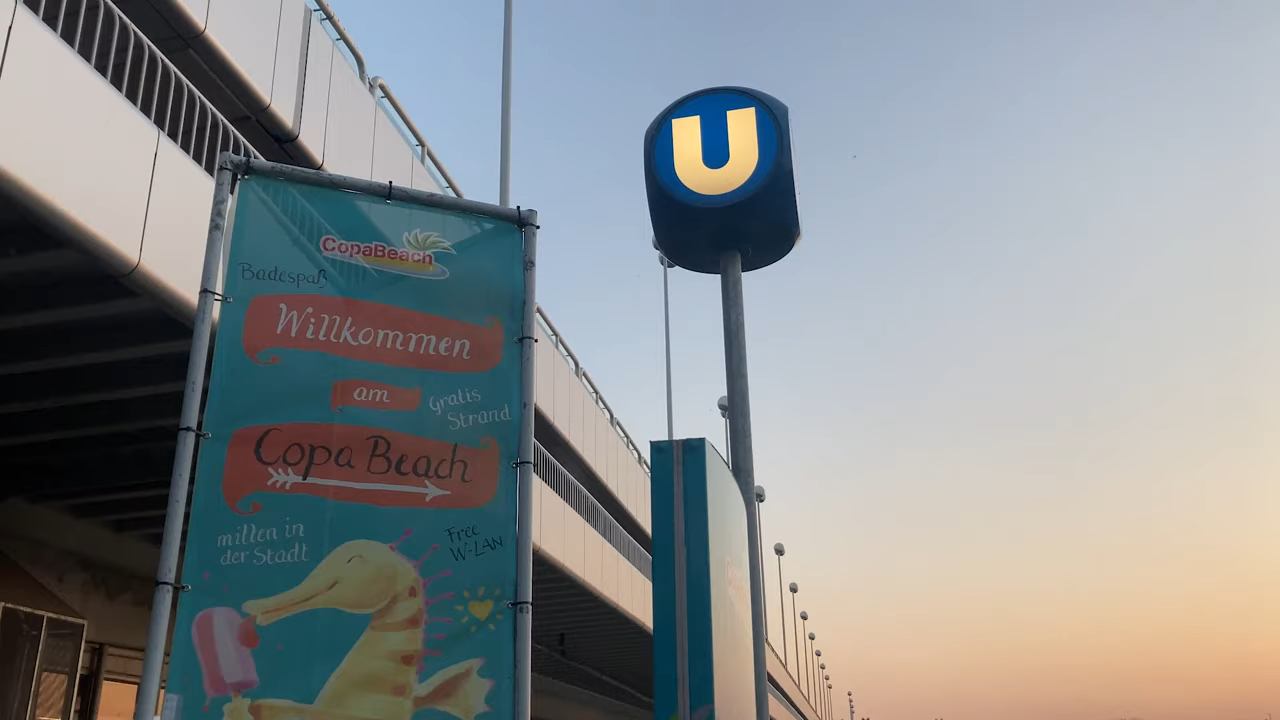 U
CopaBeach
Badespaß
Willkommen
am
Gratis
Strand
Copa Beach
mitten in
der Stadt
Free
W-LAN